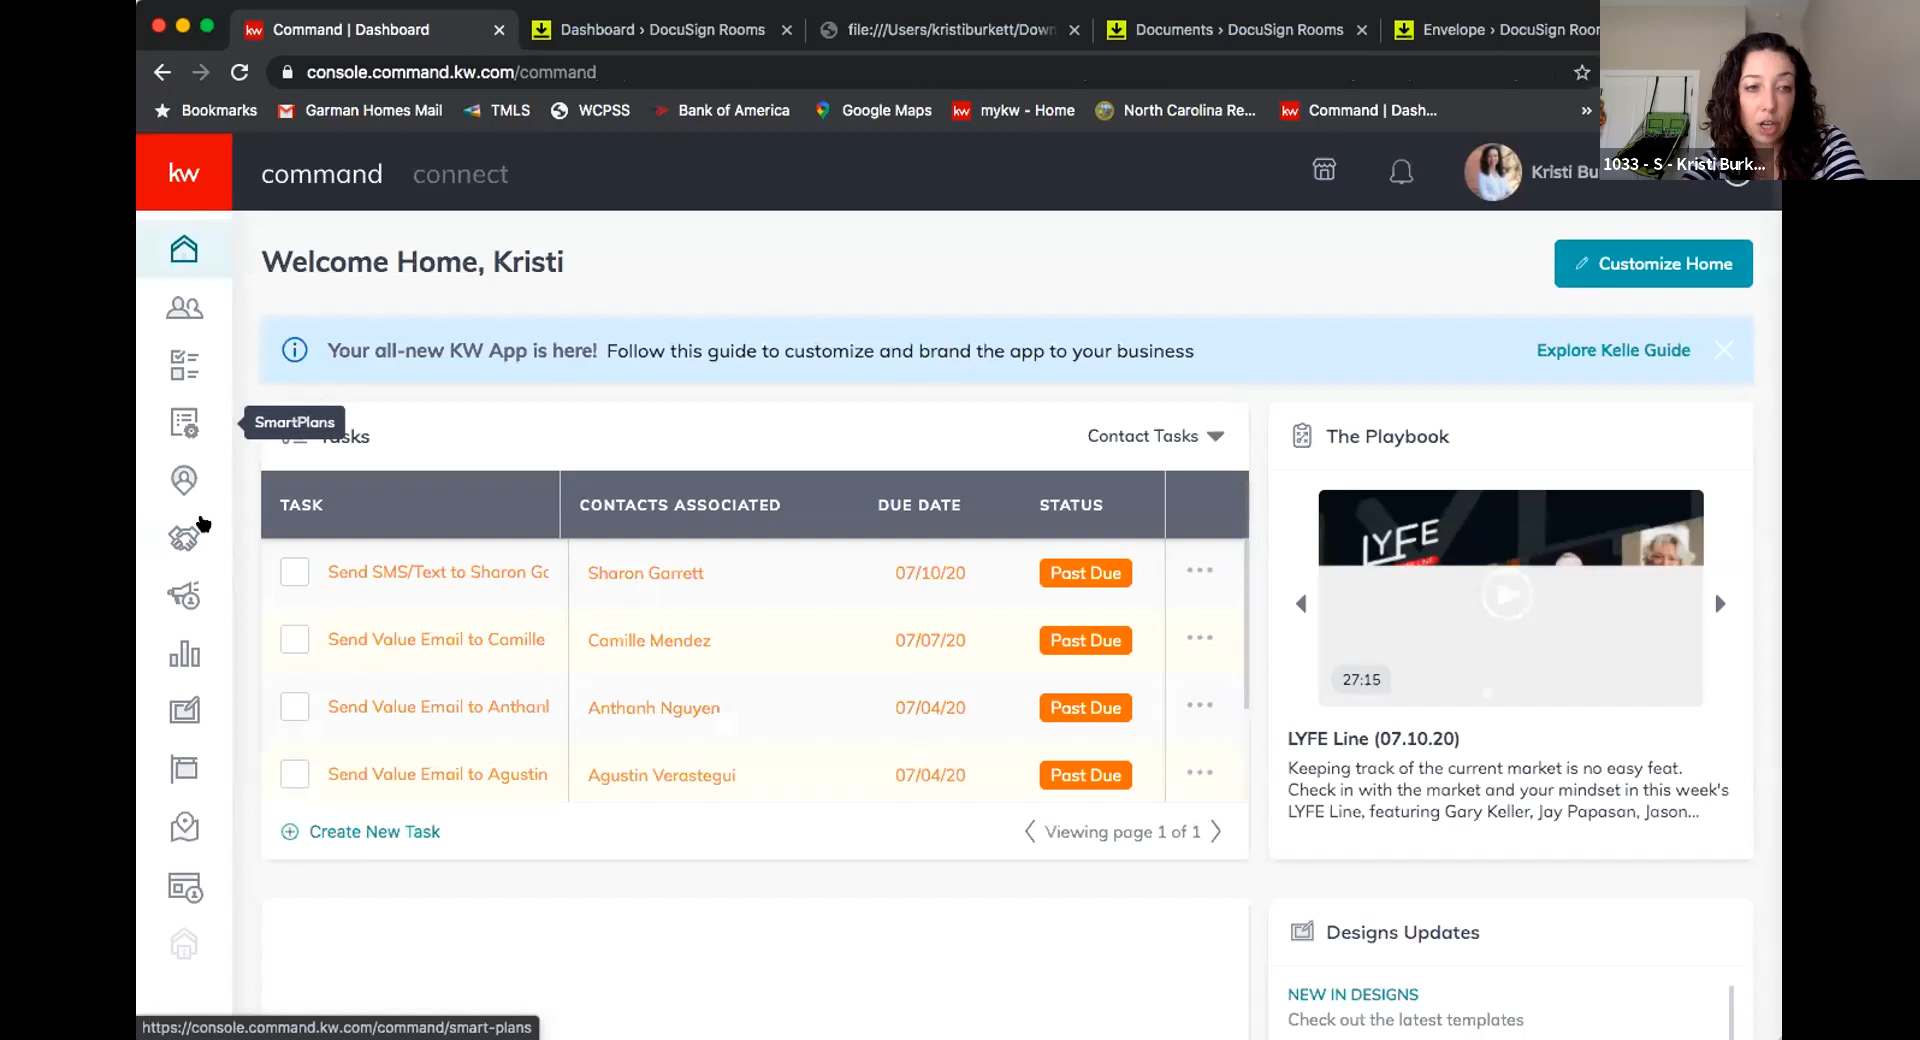 Command | Dashboard
Dashboard › DocuSign Rooms
file:///Users/kristiburkett/Down
Documents › DocuSign Rooms
Envelope › DocuSign Roor
console.command.kw.com/command
Bookmarks
Garman Homes Mail
TMLS
WCPSS
Bank of America
Google Maps
kw
mykw - Home
North Carolina Re...
kw
Command | Dash...
»
1033 - S - Kristi Burk...
kw
command
connect
Kristi Bu
Welcome Home, Kristi
Customize Home
Your all-new KW App is here! Follow this guide to customize and brand the app to your business
Explore Kelle Guide
SmartPlans
Tasks
Contact Tasks
The Playbook
TASK
CONTACTS ASSOCIATED
DUE DATE
STATUS
Send SMS/Text to Sharon Ga
Sharon Garrett
07/10/20
Past Due
Send Value Email to Camille
Camille Mendez
07/07/20
Past Due
Send Value Email to Anthanl
Anthanh Nguyen
07/04/20
Past Due
Send Value Email to Agustin
Agustin Verastegui
07/04/20
Past Due
Create New Task
Viewing page 1 of 1
LYFE
27:15
LYFE Line (07.10.20)
Keeping track of the current market is no easy feat.
Check in with the market and your mindset in this week's
LYFE Line, featuring Gary Keller, Jay Papasan, Jason...
Designs Updates
NEW IN DESIGNS
Check out the latest templates
https://console.command.kw.com/command/smart-plans